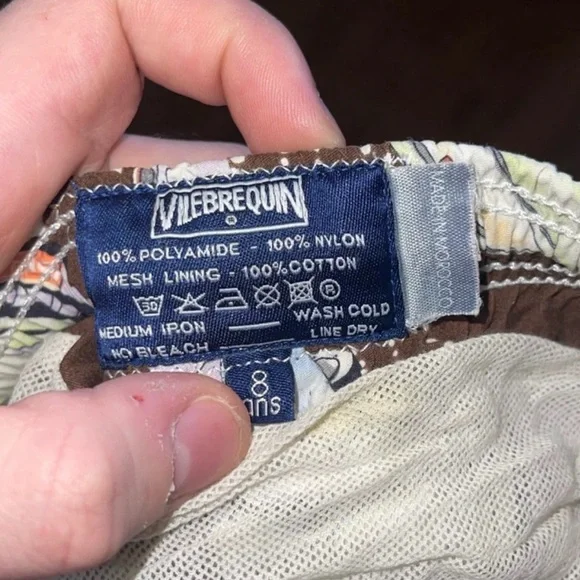 VILEBREQUIN
®
100% POLYAMIDE - 100% NYLON
MESH LINING - 100% COTTON
30 ®
MEDIUM IRON WASH COLD
NO BLEACH LINE DRY
MADE IN MOROCCO
8
ans